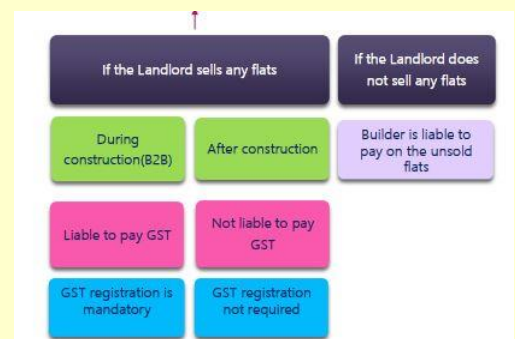 If the Landlord sells any flats
If the Landlord does
not sell any flats
During
construction(B2B)
After construction
Builder is liable to
pay on the unsold
flats
Liable to pay GST
Not liable to pay
GST
GST registration is
mandatory
GST registration
not required